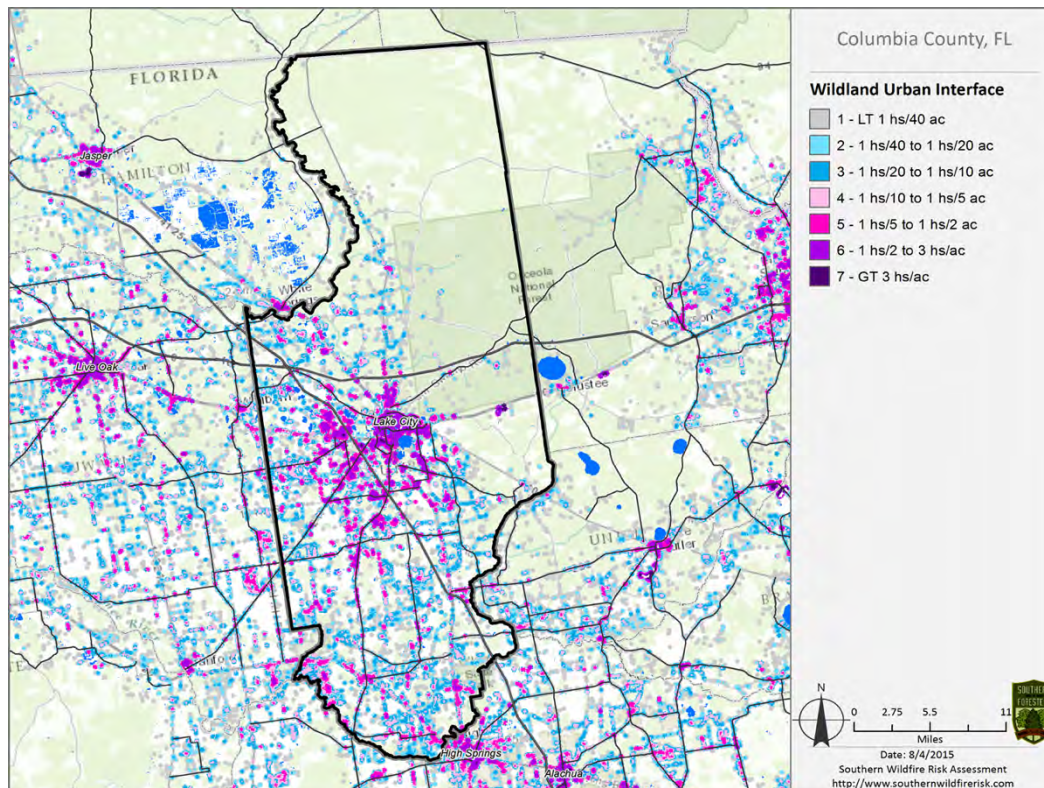 Columbia County, FL
Wildland Urban Interface
1 - LT 1 hs/40 ac
2 - 1 hs/40 to 1 hs/20 ac
3 - 1 hs/20 to 1 hs/10 ac
4 - 1 hs/10 to 1 hs/5 ac
5 - 1 hs/5 to 1 hs/2 ac
6 - 1 hs/2 to 3 hs/ac
7 - GT 3 hs/ac
FLORIDA
94
2
Jasper
White
Osceola
National
Forest
Live Oak
Lake City
High Springs
Alachua
N
0 2.75 5.5 11
Miles
Date: 8/4/2015
Southern Wildfire Risk Assessment
http://www.southernwildfirerisk.com